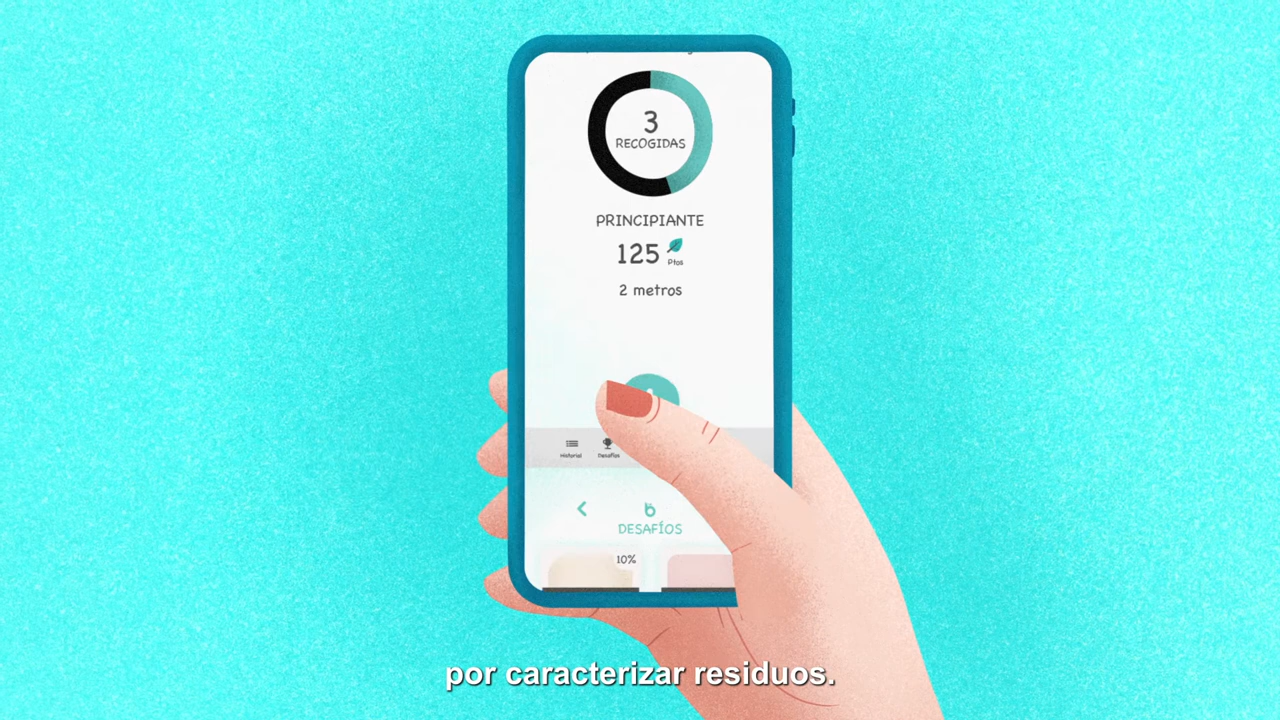 3
RECOGIDAS
PRINCIPIANTE
125
Ptos
2 metros
Historial
Desafíos
DESAFÍOS
10%
por caracterizar residuos.